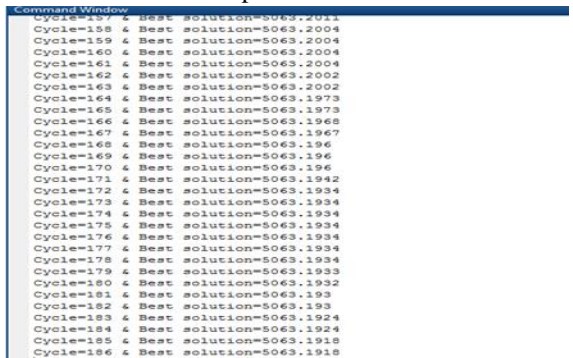 Command Window
Cycle=157 & Best solution=5063.2011
Cycle=158 & Best solution=5063.2004
Cycle=159 & Best solution=5063.2004
Cycle=160 & Best solution=5063.2004
Cycle=161 & Best solution=5063.2004
Cycle=162 & Best solution=5063.2002
Cycle=163 & Best solution=5063.2002
Cycle=164 & Best solution=5063.1973
Cycle=165 & Best solution=5063.1973
Cycle=166 & Best solution=5063.1968
Cycle=167 & Best solution=5063.1967
Cycle=168 & Best solution=5063.196
Cycle=169 & Best solution=5063.196
Cycle=170 & Best solution=5063.196
Cycle=171 & Best solution=5063.1942
Cycle=172 & Best solution=5063.1934
Cycle=173 & Best solution=5063.1934
Cycle=174 & Best solution=5063.1934
Cycle=175 & Best solution=5063.1934
Cycle=176 & Best solution=5063.1934
Cycle=177 & Best solution=5063.1934
Cycle=178 & Best solution=5063.1934
Cycle=179 & Best solution=5063.1933
Cycle=180 & Best solution=5063.1932
Cycle=181 & Best solution=5063.193
Cycle=182 & Best solution=5063.193
Cycle=183 & Best solution=5063.1924
Cycle=184 & Best solution=5063.1924
Cycle=185 & Best solution=5063.1918
Cycle=186 & Best solution=5063.1918